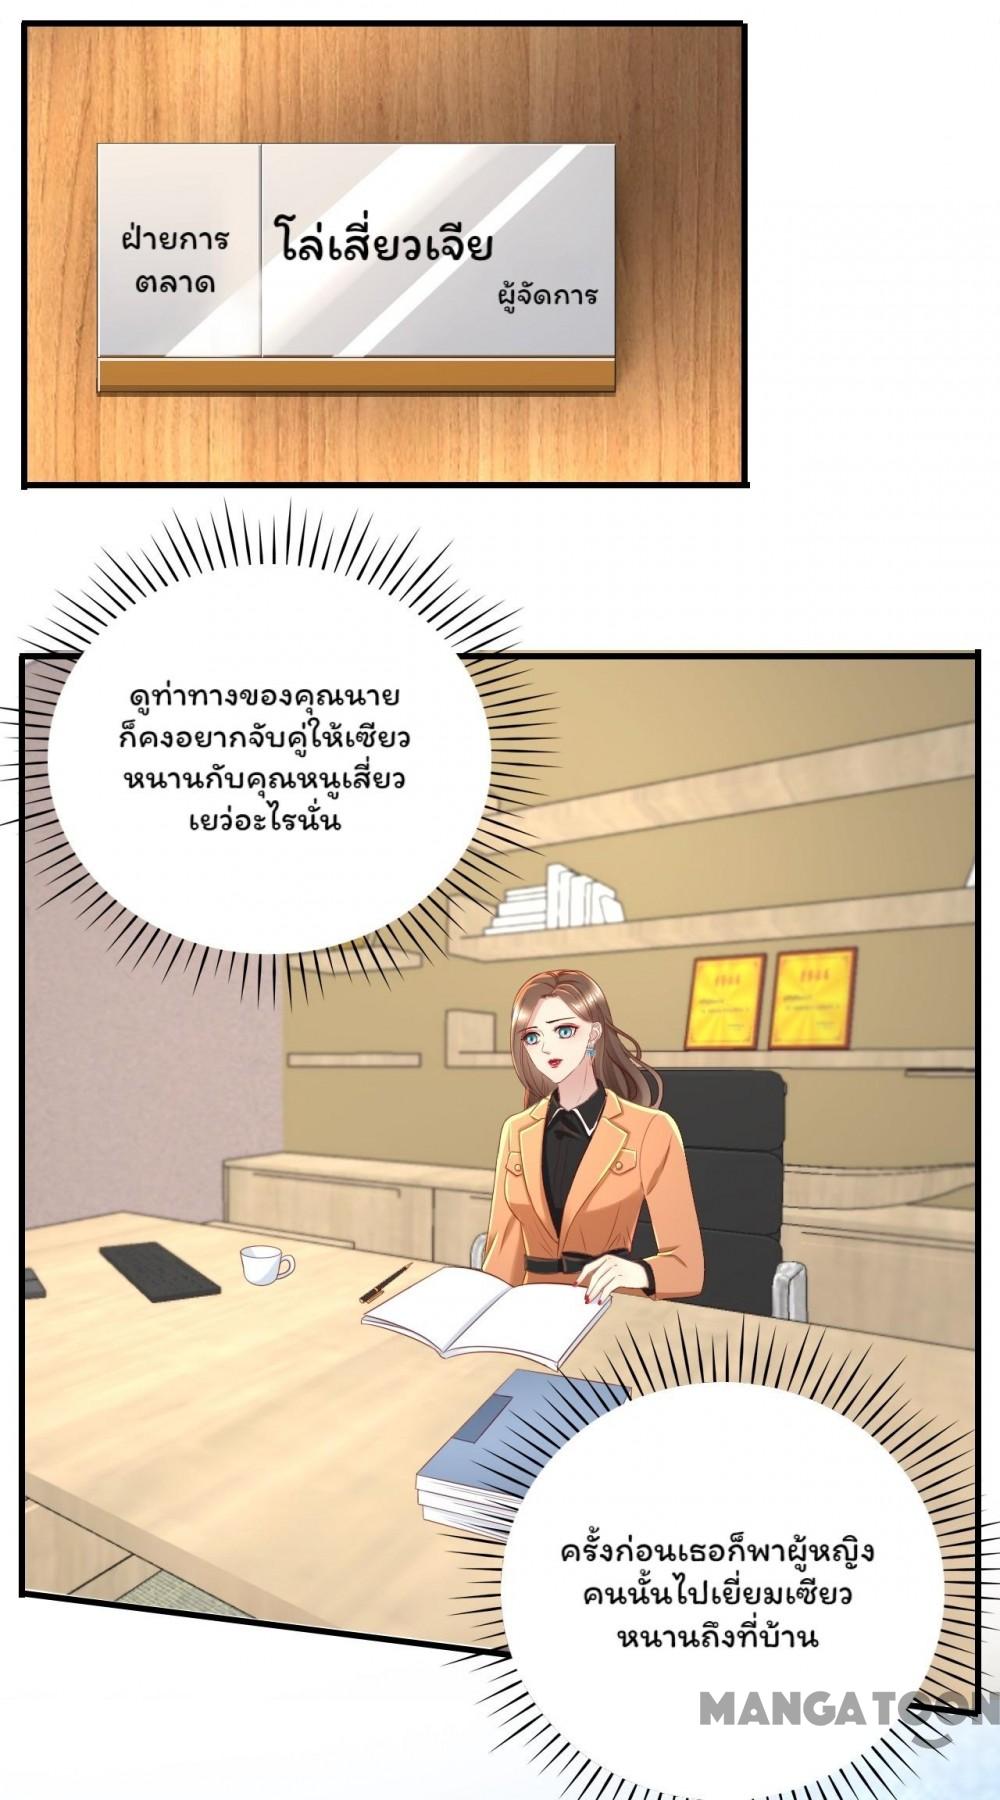 ฝ่ายการ
ตลาด
โล่เสี่ยวเจีย
ผู้จัดการ
ดูท่าทางของคุณนาย
ก็คงอยากจับคู่ให้เซียว
หนานกับคุณหนูเสี่ยว
เยว่อะไรนั่น
1944
1944
ครั้งก่อนเธอก็พาผู้หญิง
คนนั้นไปเยี่ยมเซียว
หนานถึงที่บ้าน
MANGATOON